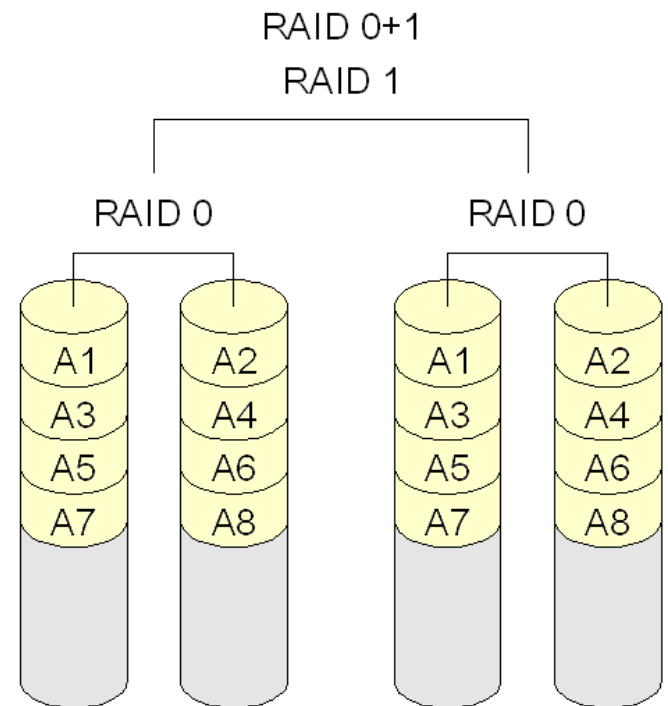 RAID 0+1
RAID 1
RAID 0 RAID 0
A1 A2 A1 A2
A3 A4 A3 A4
A5 A6 A5 A6
A7 A8 A7 A8